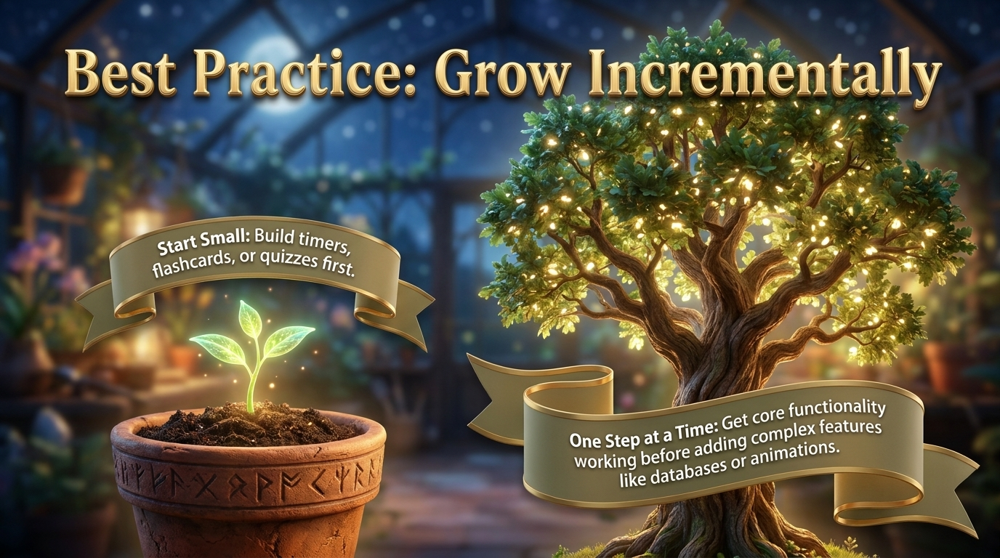 Best Practice: Grow Incrementally
Start Small: Build timers,
flashcards, or quizzes first.
One Step at a Time: Get core functionality
working before adding complex features
like databases or animations.